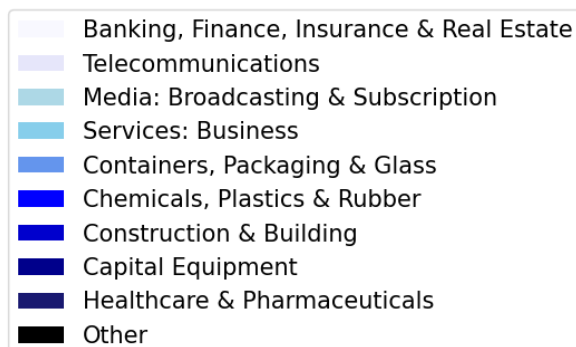 Banking, Finance, Insurance & Real Estate
Telecommunications
Media: Broadcasting & Subscription
Services: Business
Containers, Packaging & Glass
Chemicals, Plastics & Rubber
Construction & Building
Capital Equipment
Healthcare & Pharmaceuticals
Other